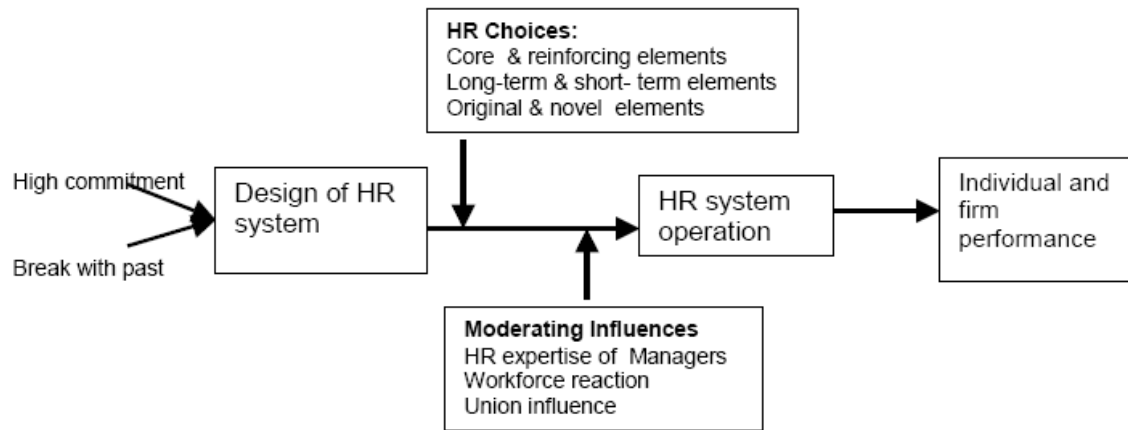 HR Choices:
Core & reinforcing elements
Long-term & short- term elements
Original & novel elements
High commitment
Break with past
Design of HR
system
HR system
operation
Individual and
firm
performance
Moderating Influences
HR expertise of Managers
Workforce reaction
Union influence